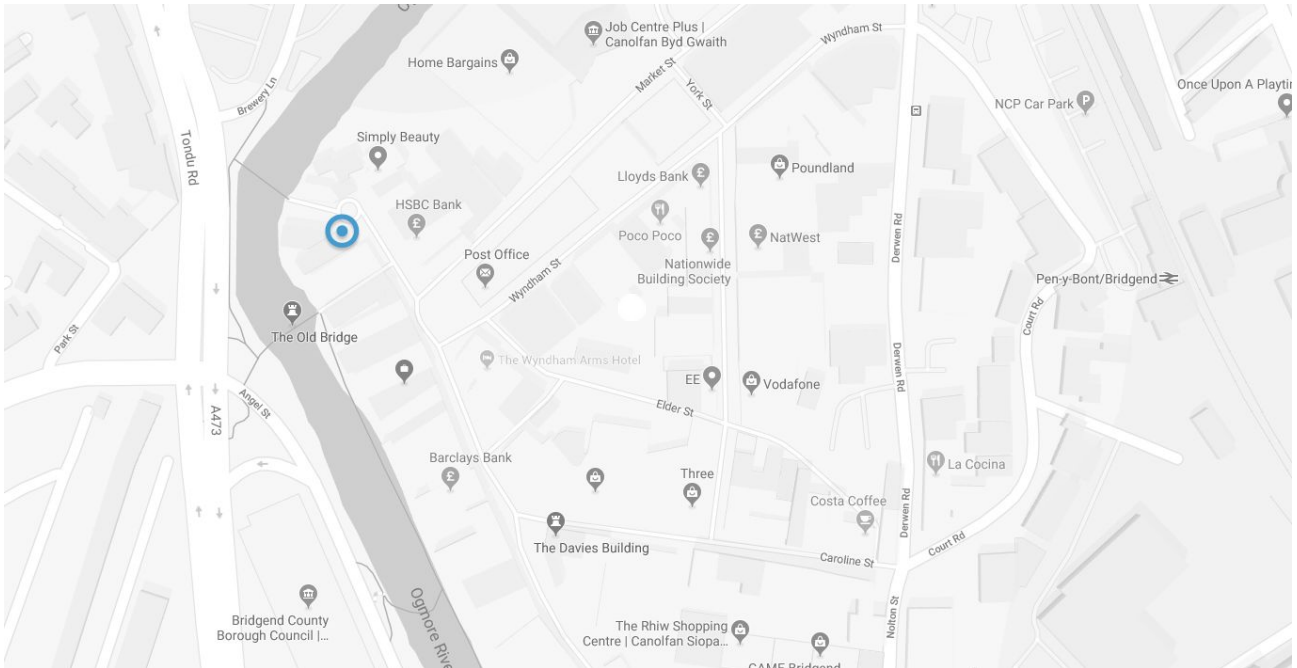 Job Centre Plus |
Canolfan Byd Gwaith
Wyndham St
Home Bargains
Market St
Once Upon A Playti
Brewery Ln
York St
NCP Car Park
Tondu Rd
Simply Beauty
Poundland
Lloyds Bank
HSBC Bank
Poco Poco
NatWest
Derwen Rd
Post Office
Nationwide
Building Society
Wyndham St
Pen-y-Bont/Bridgend
Court Rd
Park St
The Old Bridge
The Wyndham Arms Hotel
Derwen Rd
EE
Vodafone
Angel St
Elder St
A473
Barclays Bank
La Cocina
Three
Costa Coffee
Derwen Rd
The Davies Building
Court Rd
Caroline St
Ogmore Rive
Nolton St
Bridgend County
Borough Council |...
The Rhiw Shopping
Centre | Canolfan Siopa...
GAME Bridgend